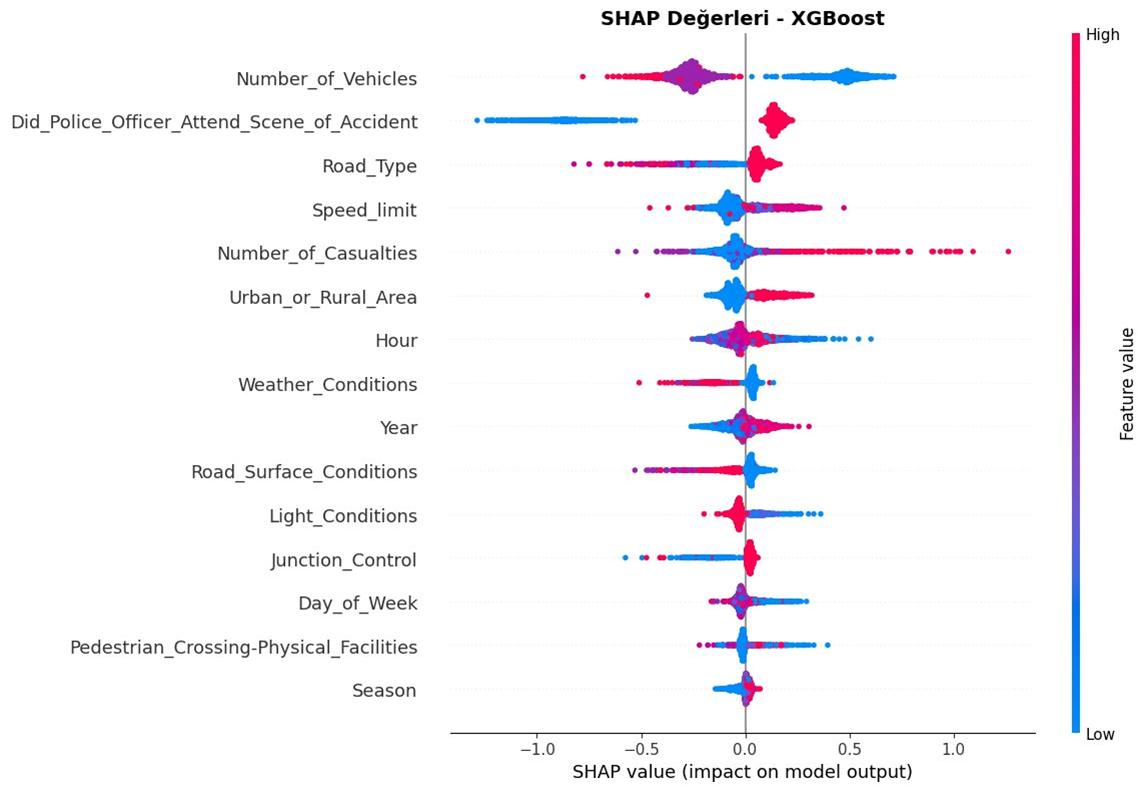 SHAP Değerleri - XGBoost
High
Number_of_Vehicles
Did_Police_Officer_Attend_Scene_of_Accident
Road_Type
Speed_limit
Number_of_Casualties
Urban_or_Rural_Area
Hour
Weather_Conditions
Year
Road_Surface_Conditions
Light_Conditions
Junction_Control
Day_of_Week
Pedestrian_Crossing-Physical_Facilities
Season
Feature value
Low
−1.0 −0.5 0.0 0.5 1.0
SHAP value (impact on model output)